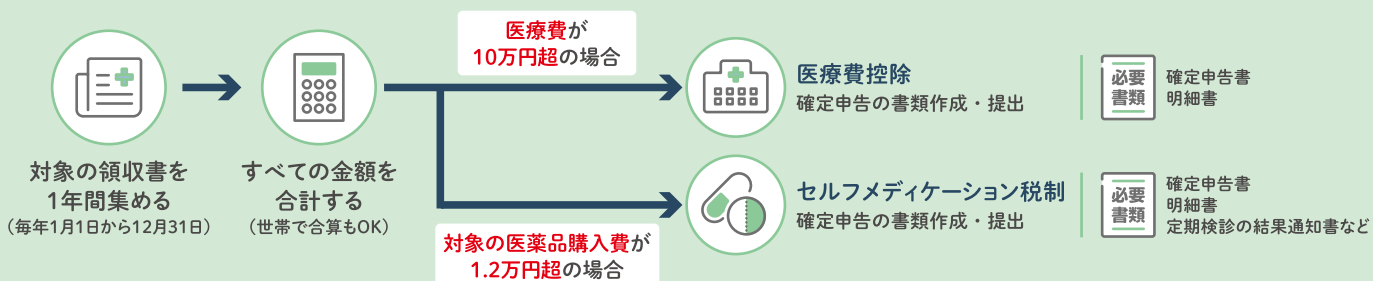 対象の領収書を
1年間集める
（毎年1月1日から12月31日）
すべての金額を
合計する
（世帯で合算もOK）
医療費が
10万円超の場合
医療費控除
確定申告の書類作成・提出
必要
書類
確定申告書
明細書
対象の医薬品購入費が
1.2万円超の場合
セルフメディケーション税制
確定申告の書類作成・提出
必要
書類
確定申告書
明細書
定期検診の結果通知書など